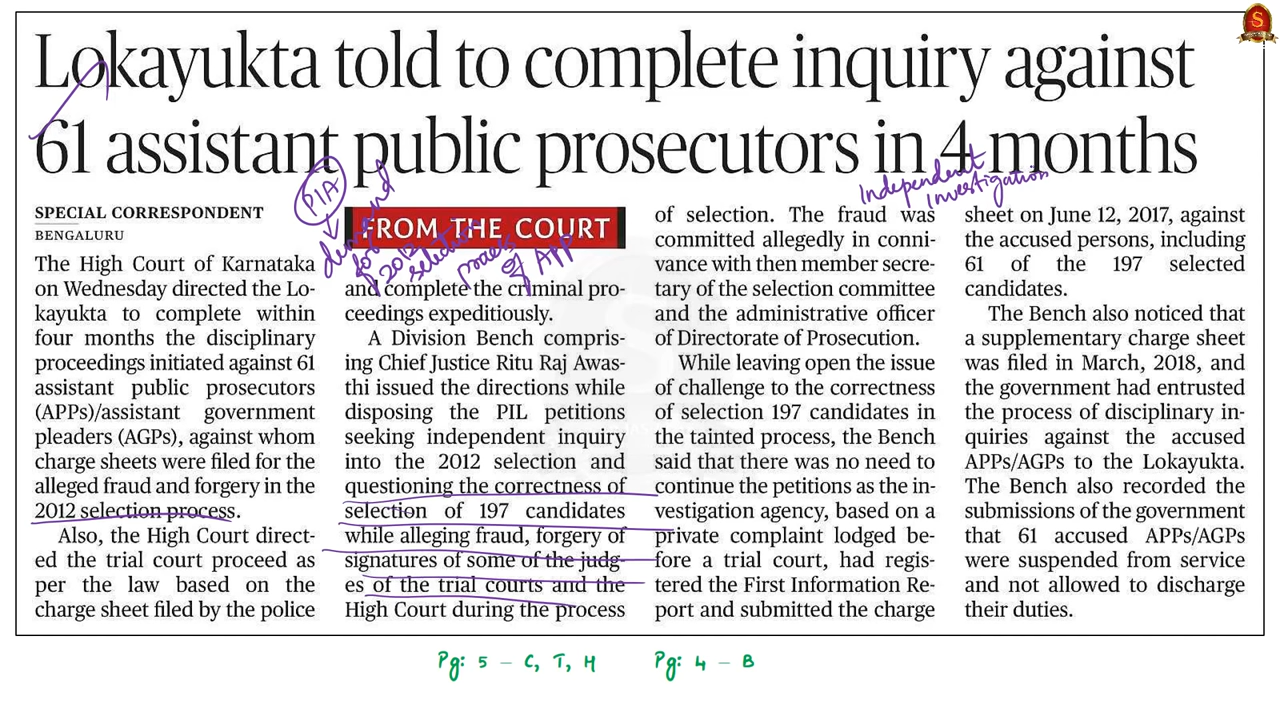 Lokayukta told to complete inquiry against
61 assistant public prosecutors in 4 months
SPECIAL CORRESPONDENT
BENGALURU
The High Court of Karnataka
on Wednesday directed the Lo-
kayukta to complete within
four months the disciplinary
proceedings initiated against 61
assistant public prosecutors
(APPs)/assistant government
pleaders (AGPs), against whom
charge sheets were filed for the
alleged fraud and forgery in the
2012 selection process.
Also, the High Court direct-
ed the trial court proceed as
per the law based on the
charge sheet filed by the police
FROM THE COURT
and complete the criminal pro-
ceedings expeditiously.
A Division Bench compris-
ing Chief Justice Ritu Raj Awas-
thi issued the directions while
disposing the PIL petitions
seeking independent inquiry
into the 2012 selection and
questioning the correctness of
selection of 197 candidates
while alleging fraud, forgery of
signatures of some of the judg-
es of the trial courts and the
High Court during the process
of selection. The fraud was
committed allegedly in conni-
vance with then member secre-
tary of the selection committee
and the administrative officer
of Directorate of Prosecution.
While leaving open the issue
of challenge to the correctness
of selection 197 candidates in
the tainted process, the Bench
said that there was no need to
continue the petitions as the in-
vestigation agency, based on a
private complaint lodged be-
fore a trial court, had regis-
tered the First Information Re-
port and submitted the charge
sheet on June 12, 2017, against
the accused persons, including
61 of the 197 selected
candidates.
The Bench also noticed that
a supplementary charge sheet
was filed in March, 2018, and
the government had entrusted
the process of disciplinary in-
quiries against the accused
APPs/AGPs to the Lokayukta.
The Bench also recorded the
submissions of the government
that 61 accused APPs/AGPs
were suspended from service
and not allowed to discharge
their duties.
PIA
demand
for
2012
selection
process
of APP
Independent
Investigation
Pg: 5 - C, T, H
Pg: 4 - B
S